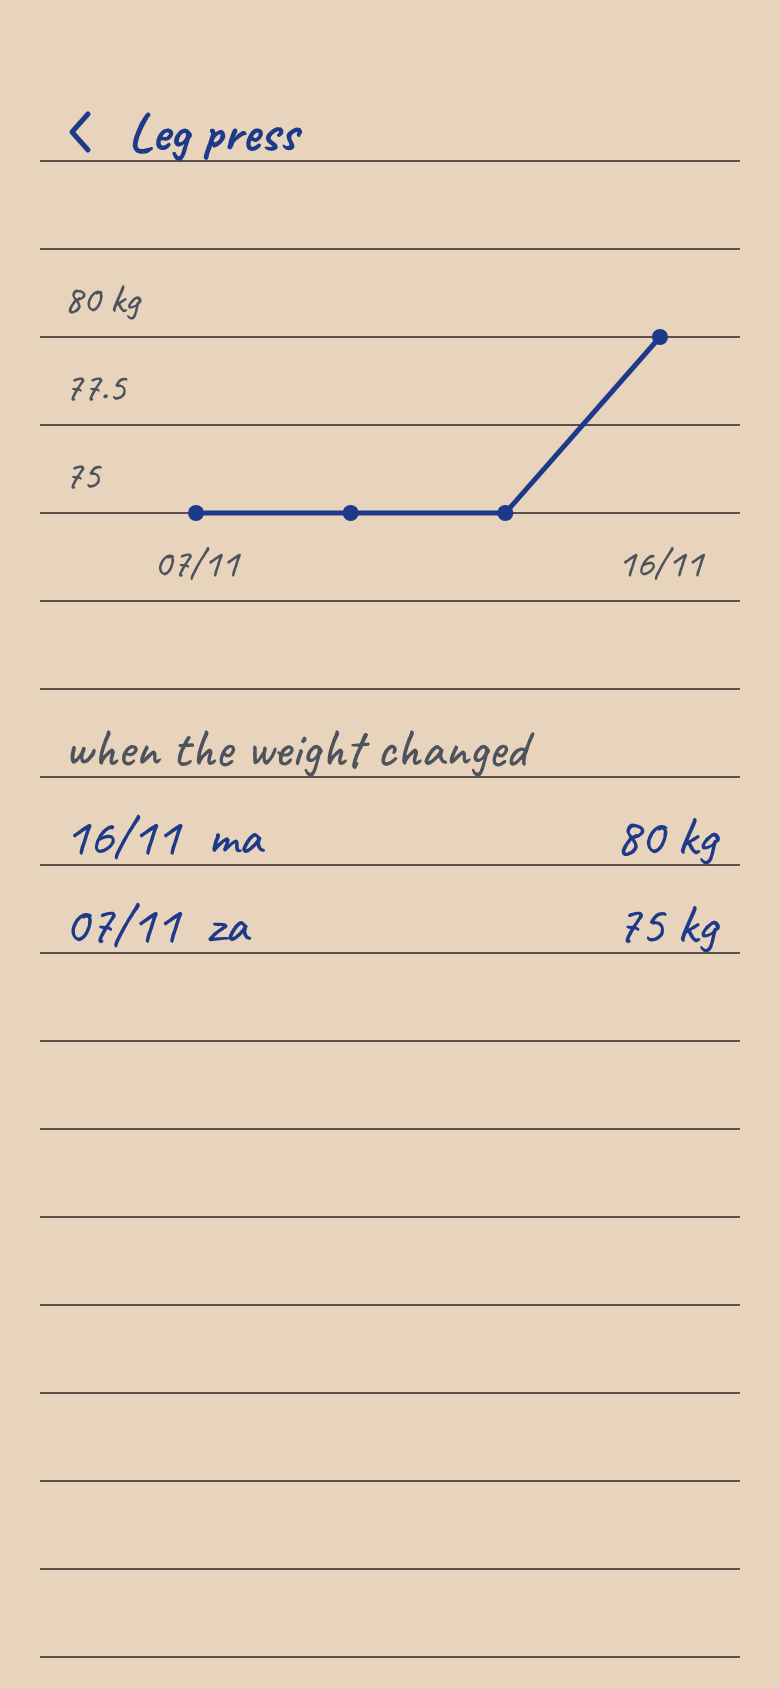 Leg press
80 kg
77.5
75
07/11 16/11
when the weight changed
16/11 ma 80 kg
07/11 za 75 kg